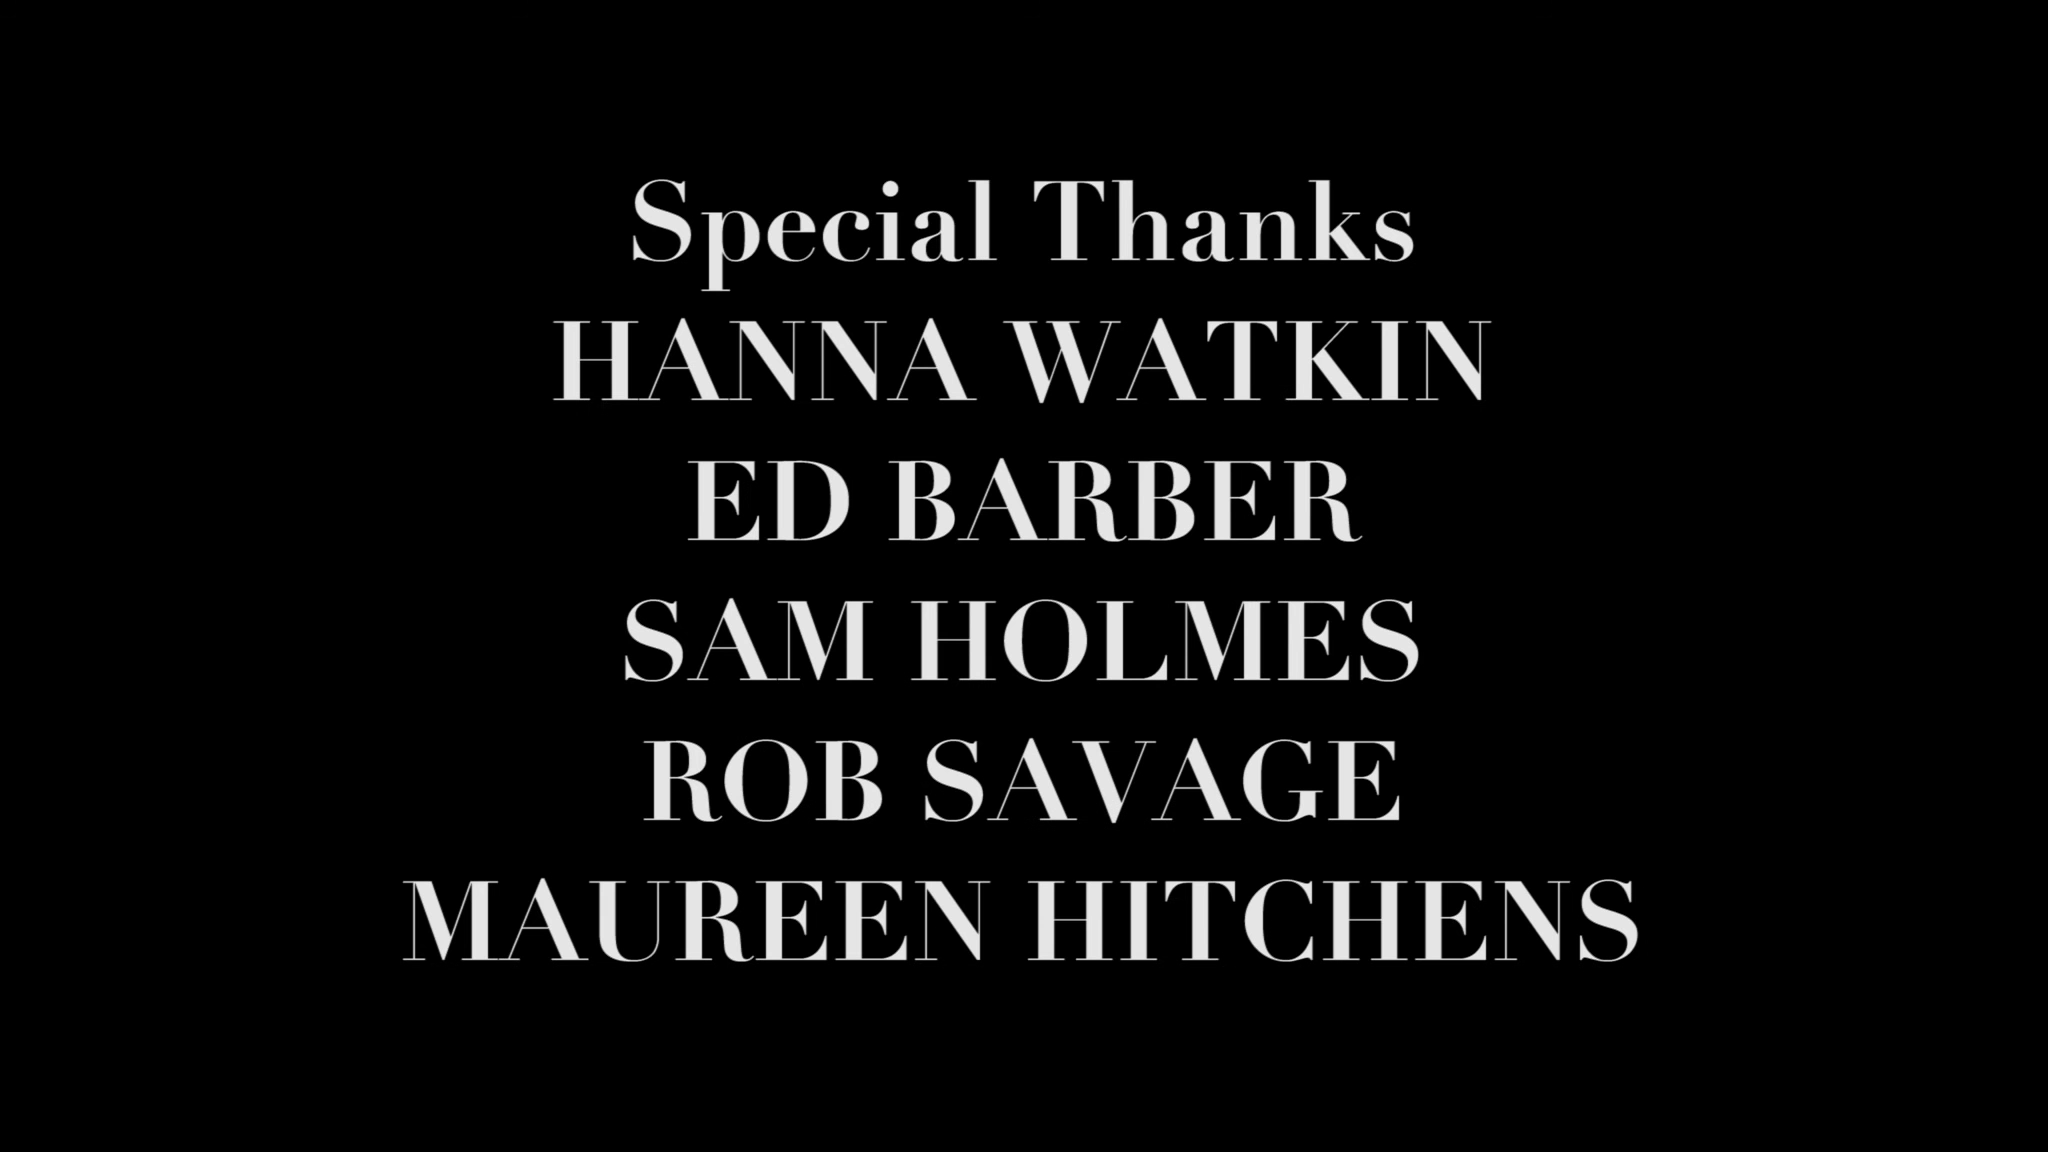 Special Thanks
HANNA WATKIN
ED BARBER
SAM HOLMES
ROB SAVAGE
MAUREEN HITCHENS